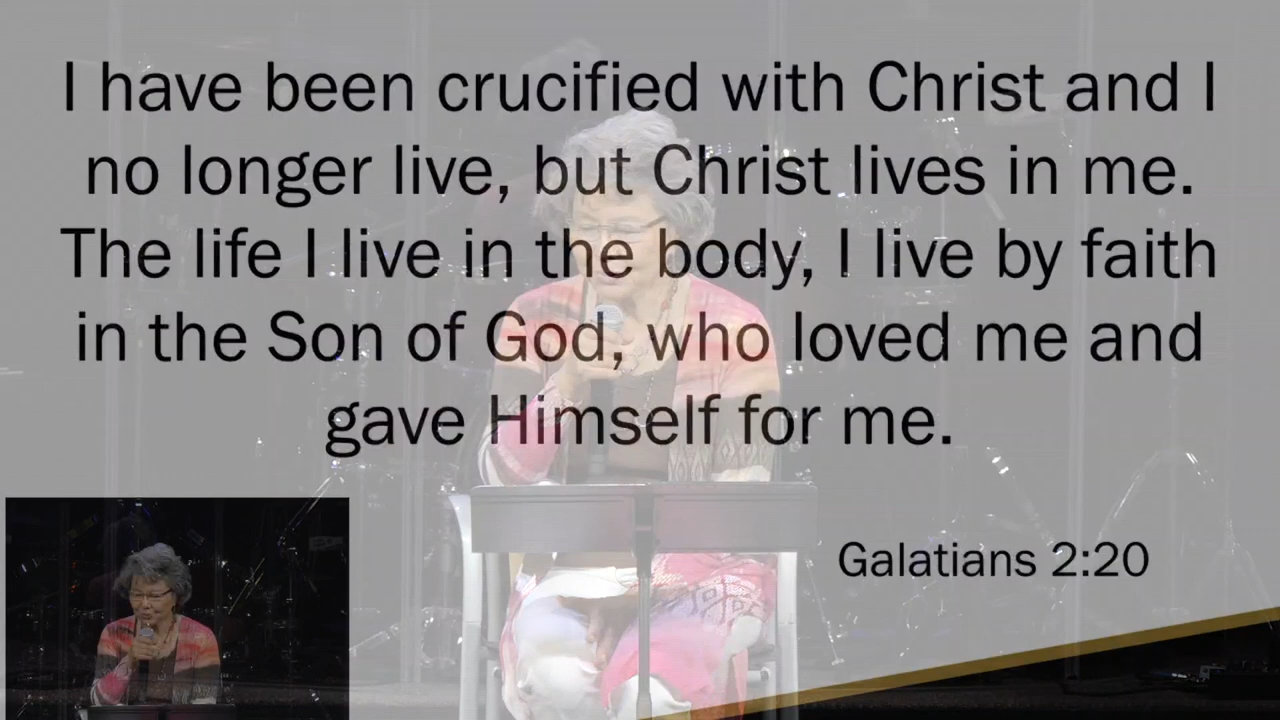 I have been crucified with Christ and I
no longer live, but Christ lives in me.
The life I live in the body, I live by faith
in the Son of God, who loved me and
gave Himself for me.
Galatians 2:20